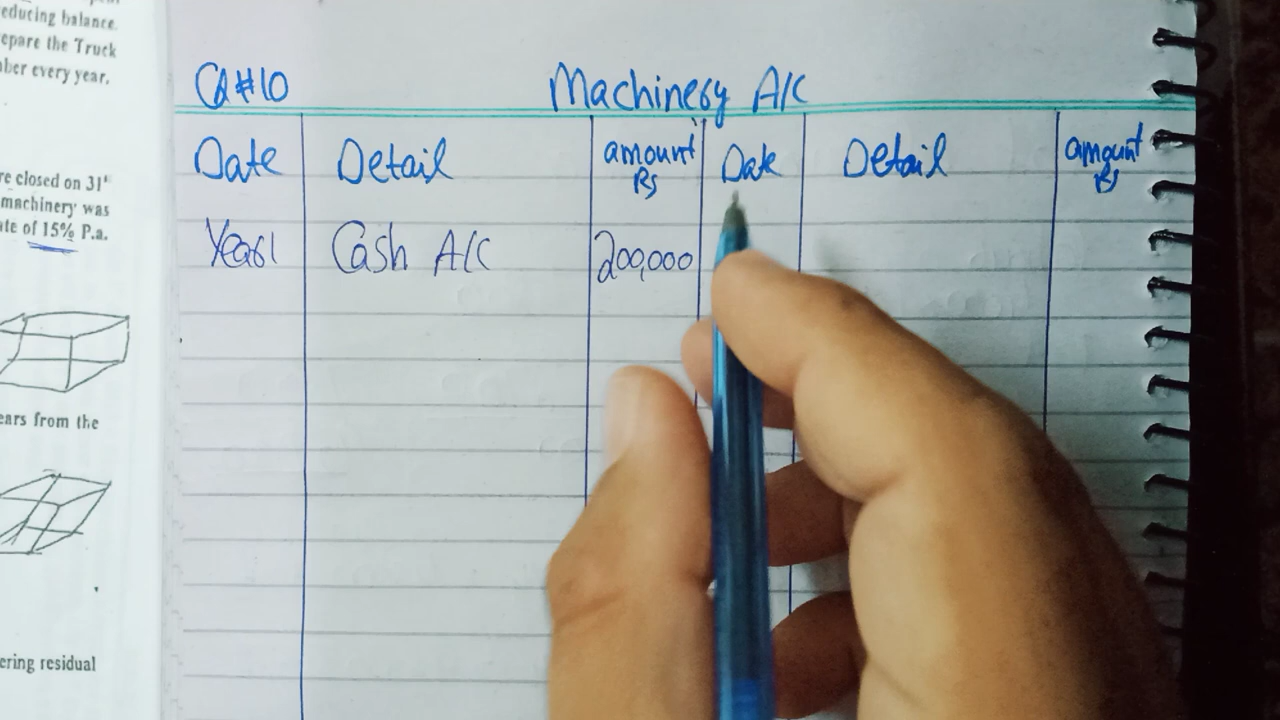 educing balance.
epare the Truck
ber every year.
Q#10 Machinery A/C
Date Detail amount Rs Date Detail amount Rs
re closed on 31st
machinery was
ate of 15% P.a.
Year1 Cash A/C 200,000
ears from the
ering residual